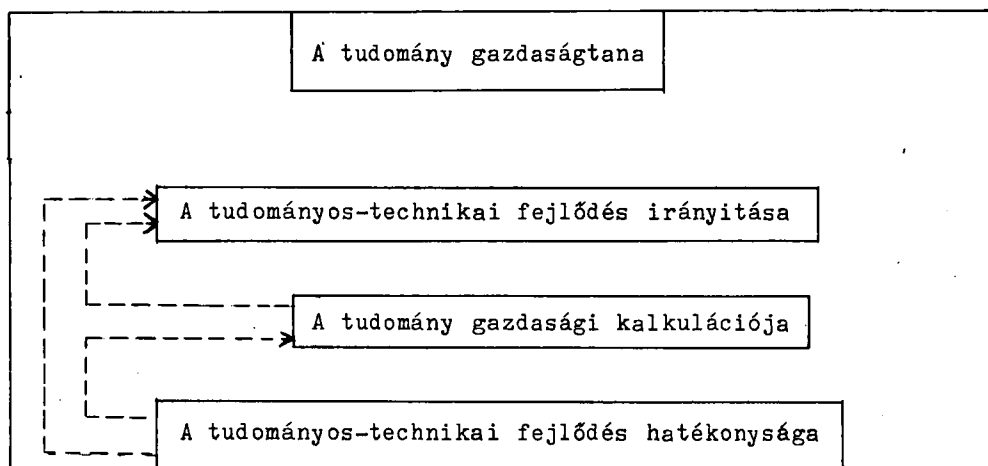 A tudomány gazdaságtana
A tudományos-technikai fejlődés irányitása
A tudomány gazdasági kalkulációja
A tudományos-technikai fejlődés hatékonysága